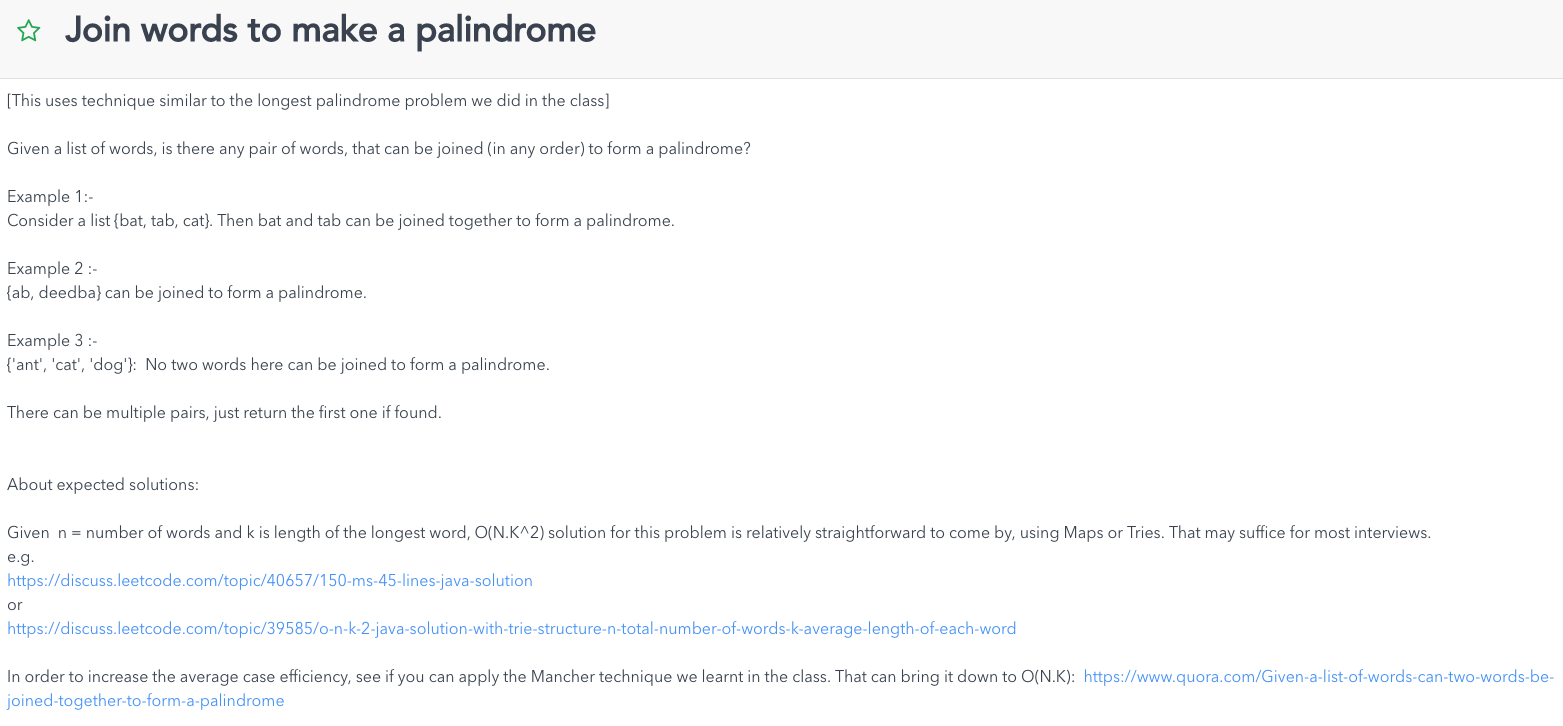 Join words to make a palindrome
[This uses technique similar to the longest palindrome problem we did in the class]
Given a list of words, is there any pair of words, that can be joined (in any order) to form a palindrome?
Example 1:-
Consider a list {bat, tab, cat}. Then bat and tab can be joined together to form a palindrome.
Example 2 :-
{ab, deedba} can be joined to form a palindrome.
Example 3 :-
{'ant', 'cat', 'dog'}:  No two words here can be joined to form a palindrome.
There can be multiple pairs, just return the first one if found.
About expected solutions:
Given  n = number of words and k is length of the longest word, O(N.K^2) solution for this problem is relatively straightforward to come by, using Maps or Tries. That may suffice for most interviews.
e.g.
https://discuss.leetcode.com/topic/40657/150-ms-45-lines-java-solution
or
https://discuss.leetcode.com/topic/39585/o-n-k-2-java-solution-with-trie-structure-n-total-number-of-words-k-average-length-of-each-word
In order to increase the average case efficiency, see if you can apply the Mancher technique we learnt in the class. That can bring it down to O(N.K):  https://www.quora.com/Given-a-list-of-words-can-two-words-be-
joined-together-to-form-a-palindrome